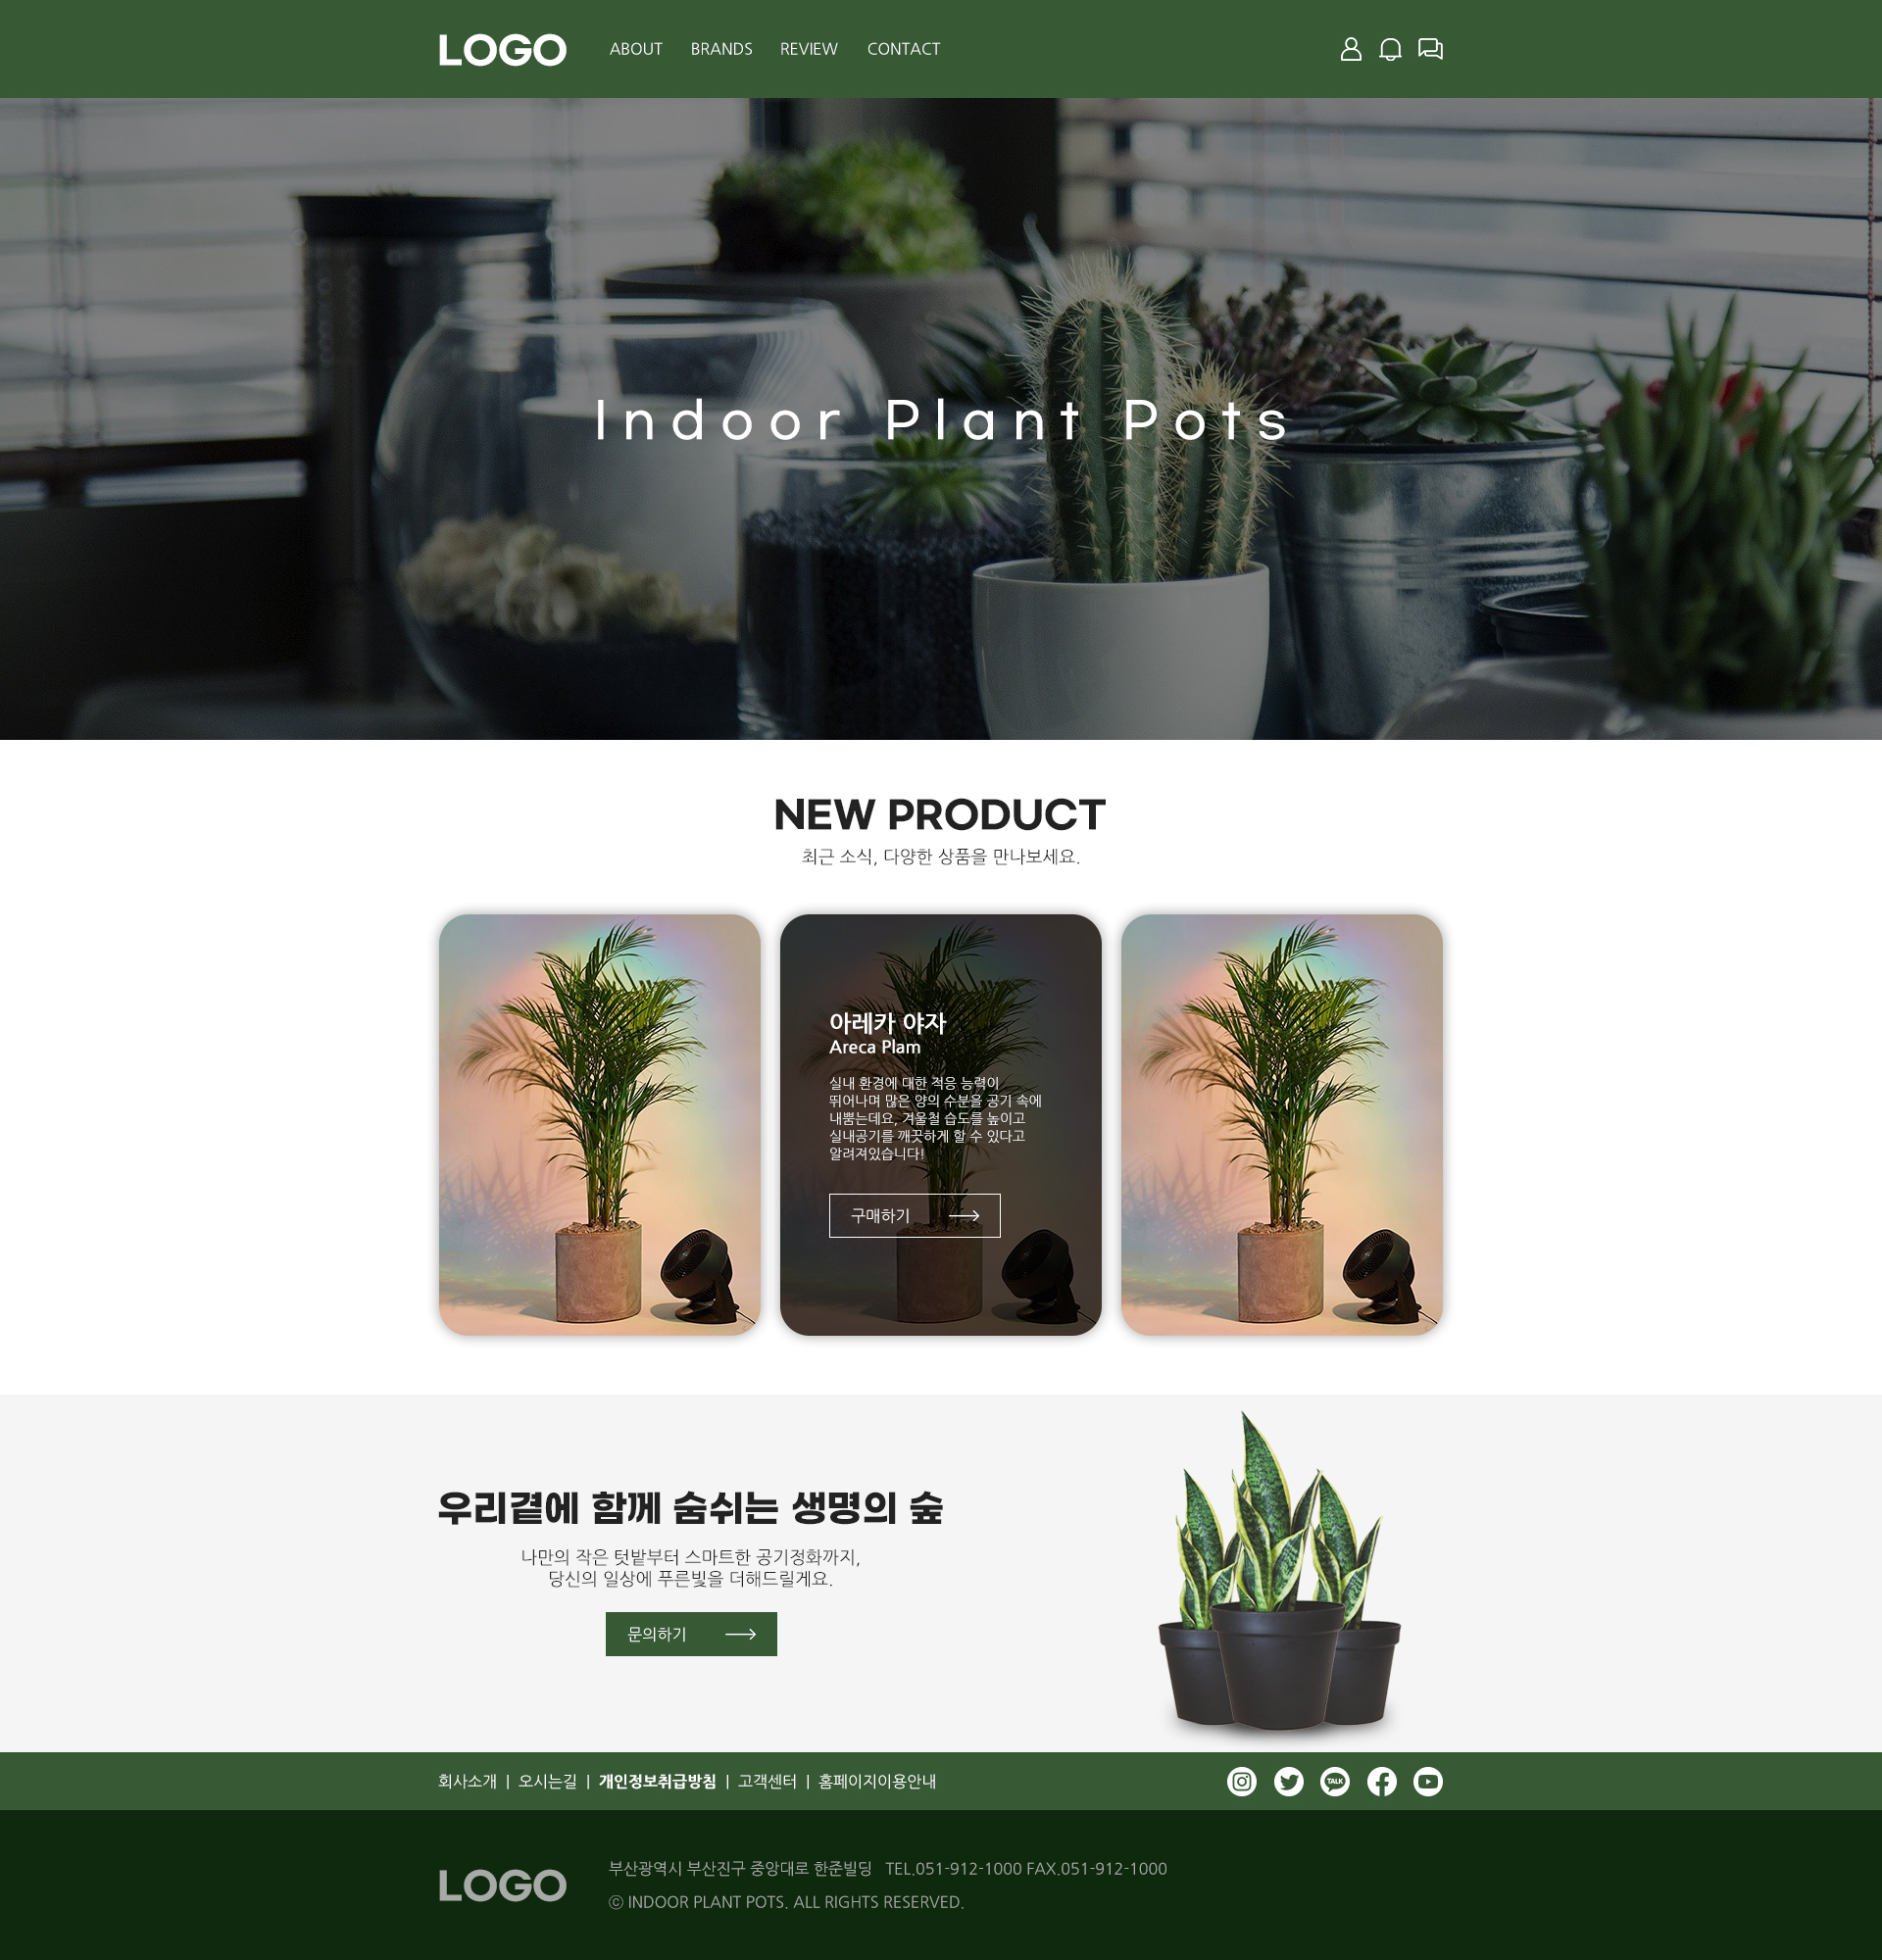 LOGO ABOUT BRANDS REVIEW CONTACT
Indoor Plant Pots
NEW PRODUCT
최근 소식, 다양한 상품을 만나보세요.
아레카 야자
Areca Plam
실내 환경에 대한 적응 능력이
뛰어나며 많은 양의 수분을 공기 속에
내뿜는데요, 겨울철 습도를 높이고
실내공기를 깨끗하게 할 수 있다고
알려져있습니다!
구매하기
우리곁에 함께 숨쉬는 생명의 숲
나만의 작은 텃밭부터 스마트한 공기정화까지,
당신의 일상에 푸른빛을 더해드릴게요.
문의하기
회사소개 | 오시는길 | 개인정보취급방침 | 고객센터 | 홈페이지이용안내
TALK
LOGO
부산광역시 부산진구 중앙대로 한준빌딩 TEL.051-912-1000 FAX.051-912-1000
ⓒ INDOOR PLANT POTS. ALL RIGHTS RESERVED.